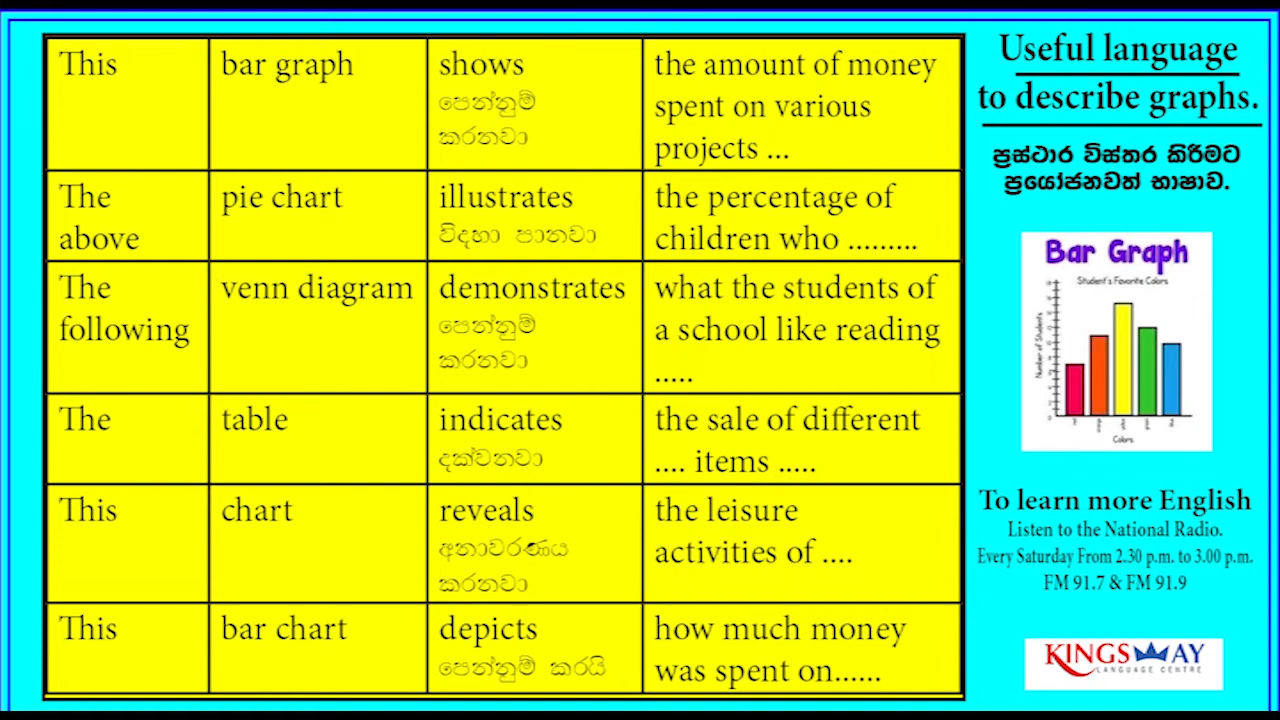 This
bar graph
shows
පෙන්නුම්
කරනවා
the amount of money
spent on various
projects ...
The
above
pie chart
illustrates
විදහා පානවා
the percentage of
children who .........
The
following
venn diagram
demonstrates
පෙන්නුම්
කරනවා
what the students of
a school like reading
.....
The
table
indicates
දක්වනවා
the sale of different
.... items .....
This
chart
reveals
අනාවරණය
කරනවා
the leisure
activities of ....
This
bar chart
depicts
පෙන්නුම් කරයි
how much money
was spent on......
Useful language
to describe graphs.
ප්‍රස්ථාර විස්තර කිරීමට
ප්‍රයෝජනවත් භාෂාව.
Bar Graph
Student's Favorite Colors
Number of Students
Colors
To learn more English
Listen to the National Radio.
Every Saturday From 2.30 p.m. to 3.00 p.m.
FM 91.7 & FM 91.9
KINGSWAY
LANGUAGE CENTRE